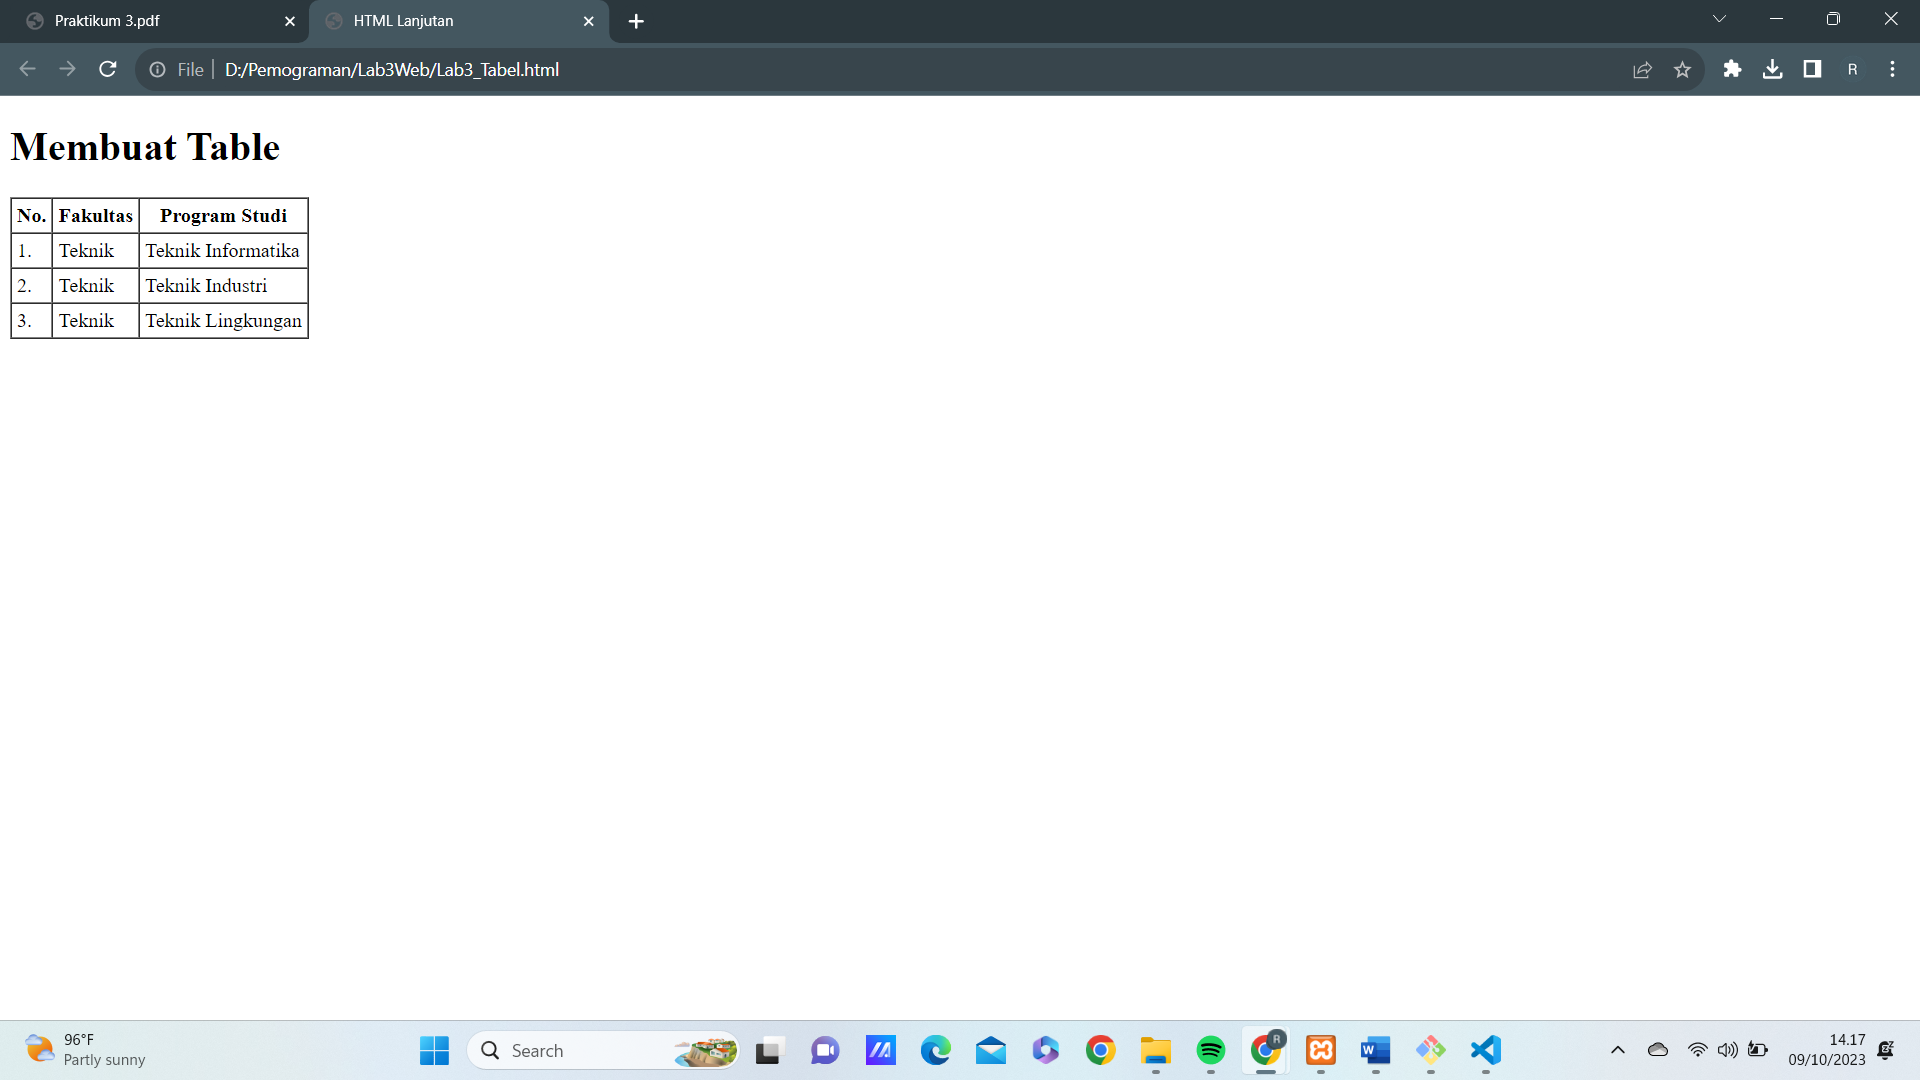 Praktikum 3.pdf
HTML Lanjutan
File
D:/Pemograman/Lab3Web/Lab3_Tabel.html
R
Membuat Table
No. Fakultas Program Studi
1. Teknik Teknik Informatika
2. Teknik Teknik Industri
3. Teknik Teknik Lingkungan
96°F
Partly sunny
Search
R
W
14.17
09/10/2023